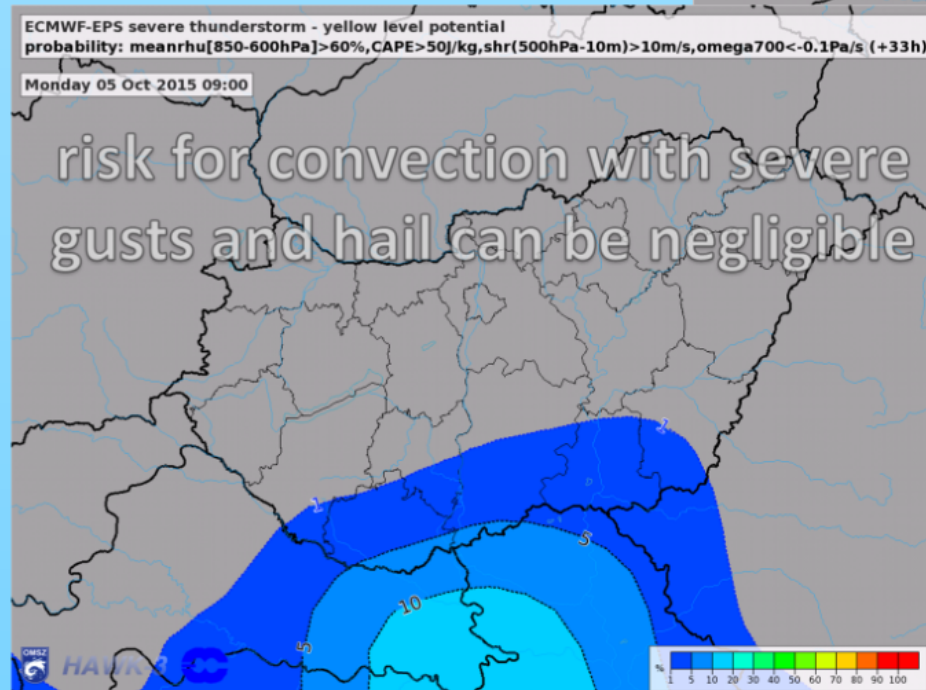 ECMWF-EPS severe thunderstorm - yellow level potential
probability: meanrhu[850-600hPa]>60%,CAPE>50J/kg,shr(500hPa-10m)>10m/s,omega700<-0.1Pa/s (+33h)
Monday 05 Oct 2015 09:00
risk for convection with severe
gusts and hail can be negligible
1
1
5
10
5
OMSZ HAWK-3
% 1 5 10 20 30 40 50 60 70 80 90 100